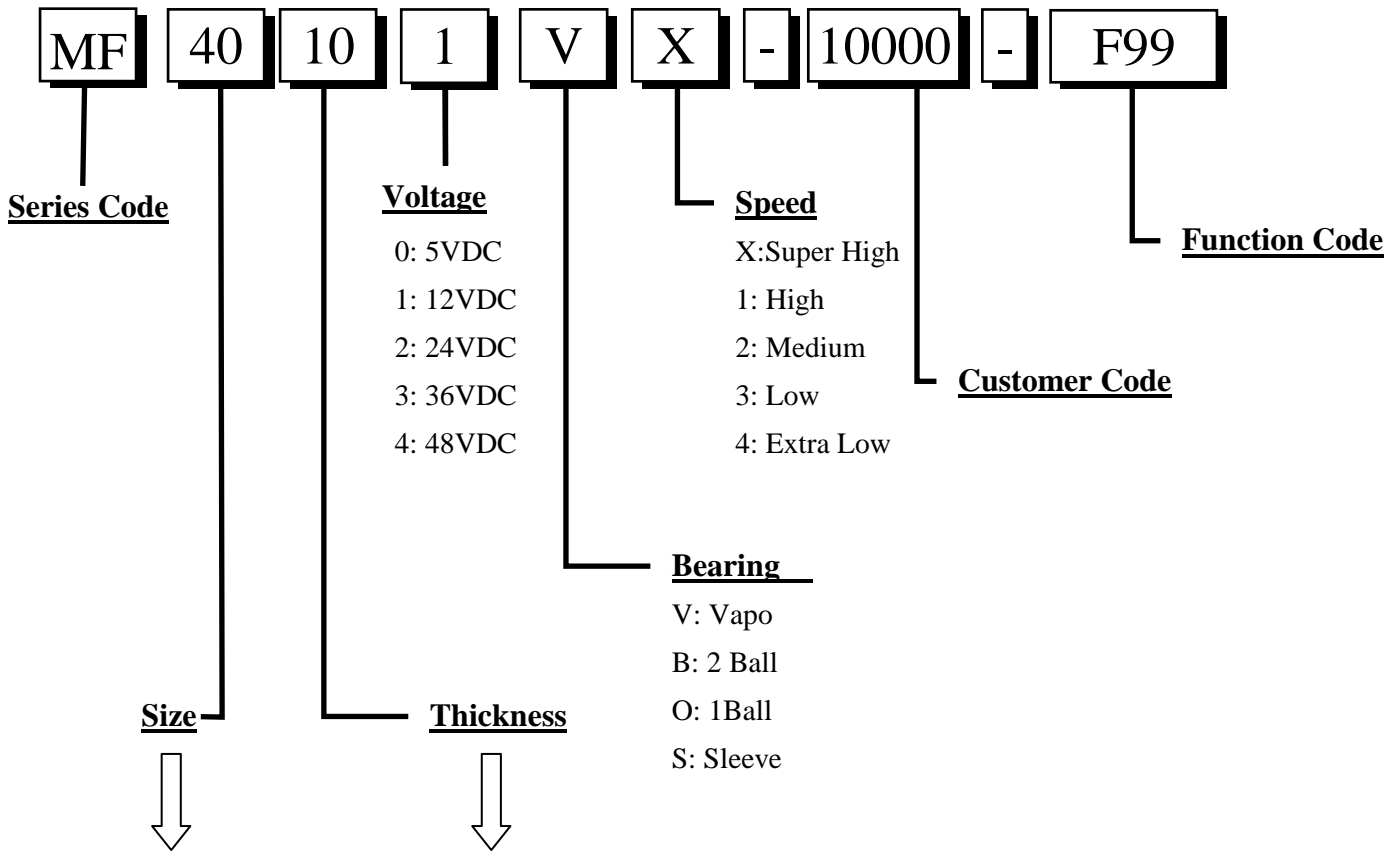 MF 40 10 1 V X - 10000 - F99
Series Code
Voltage
0: 5VDC
1: 12VDC
2: 24VDC
3: 36VDC
4: 48VDC
Speed
X:Super High
1: High
2: Medium
3: Low
4: Extra Low
Function Code
Customer Code
Bearing
V: Vapo
B: 2 Ball
O: 1Ball
S: Sleeve
Size
Thickness